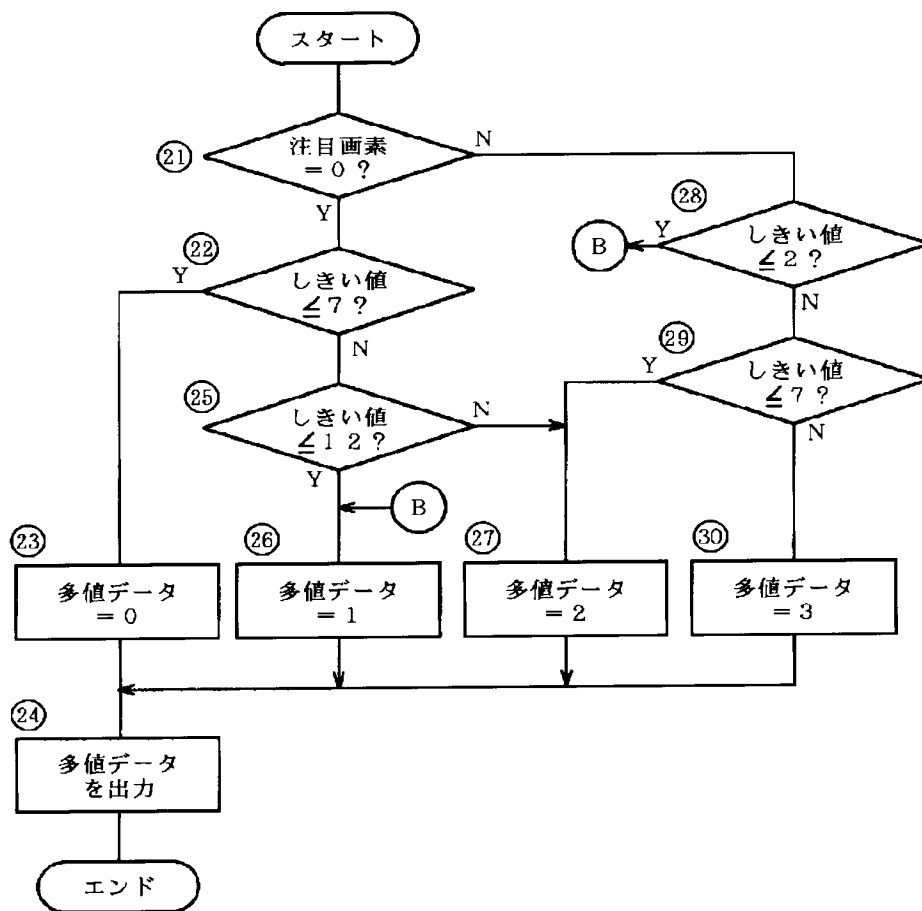 スタート
㉑
注目画素
=0?
N
Y
㉒
Y
しきい値
≦7?
N
㉘
Y
B
しきい値
≦2?
N
㉙
Y
しきい値
≦7?
N
㉕
しきい値
≦12?
N
Y
B
㉓
多値データ
=0
㉖
多値データ
=1
㉗
多値データ
=2
㉚
多値データ
=3
㉔
多値データ
を出力
エンド